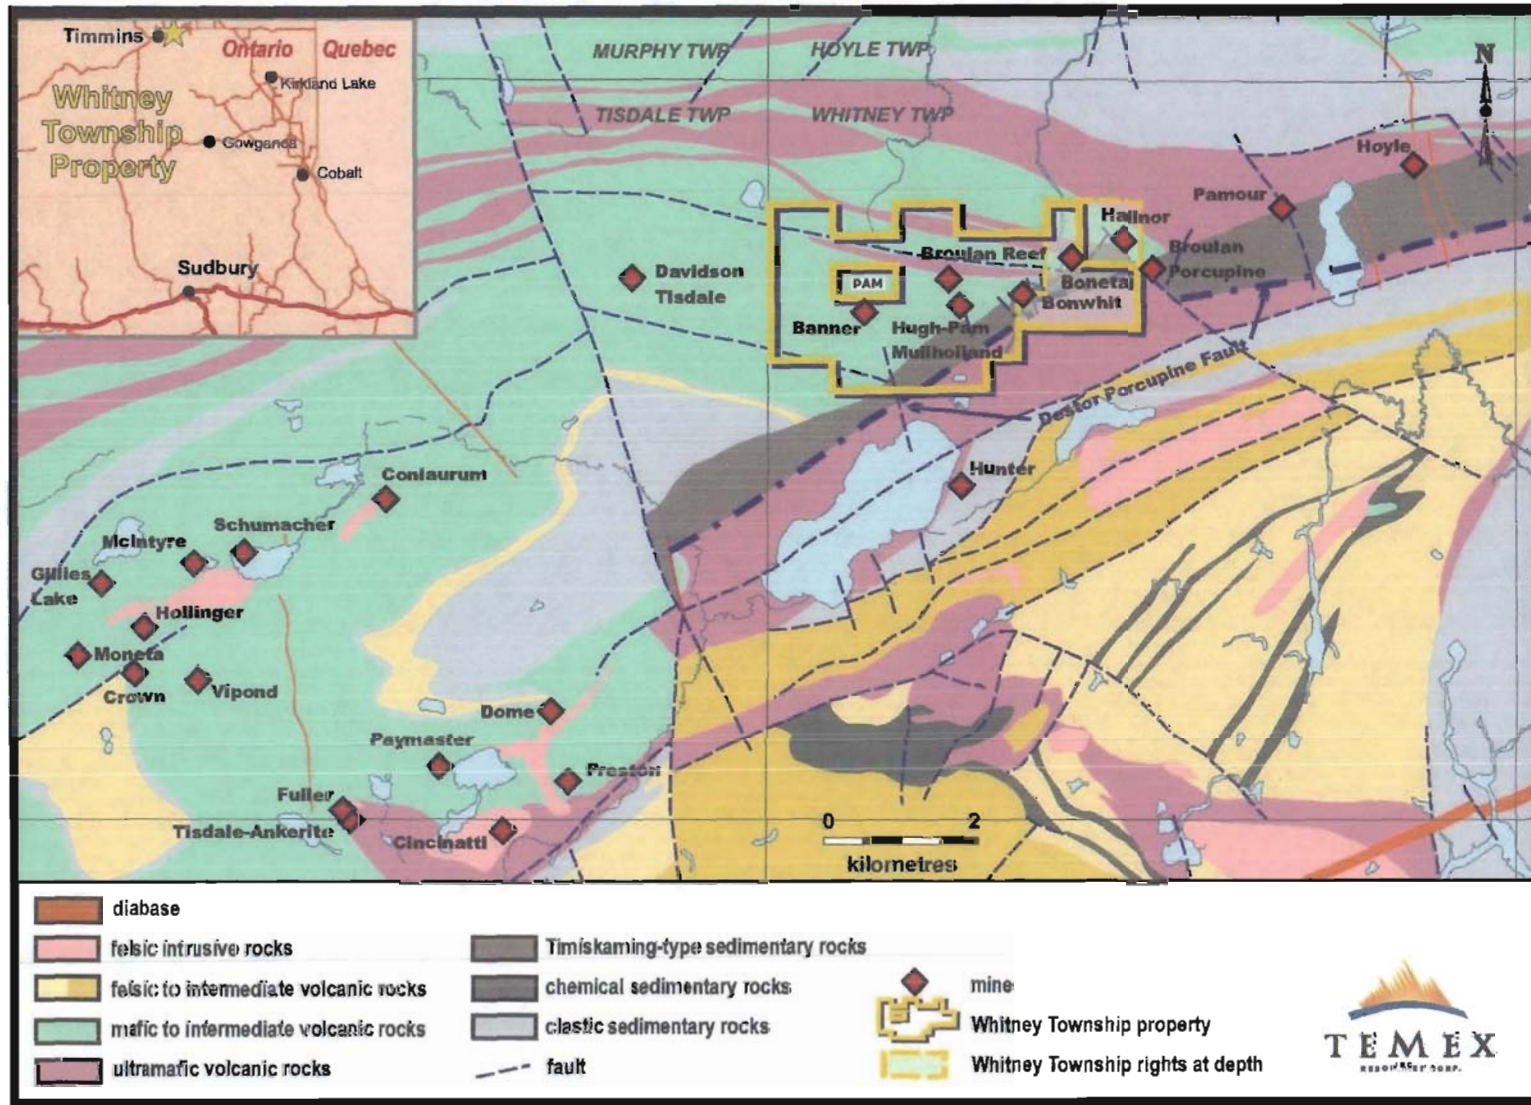 Timmins
Ontario
Quebec
Kirkland Lake
Whitney
Township
Property
Gowganda
Cobalt
Sudbury
MURPHY TWP
HOYLE TWP
TISDALE TWP
WHITNEY TWP
N
Hoyle
Pamour
Hallnor
Broulan
Porcupine
Broulan Reef
Boneta
Bonwhit
Davidson
Tisdale
PAM
Banner
Hugh-Pam
Mullholland
Destor Porcupine Fault
Hunter
Conlaurum
Schumacher
McIntyre
Gillies
Lake
Hollinger
Moneta
Crown
Vipond
Dome
Paymaster
Preston
Fuller
Tisdale-Ankerite
Cincinatti
0 2
kilometres
diabase
felsic intrusive rocks
felsic to intermediate volcanic rocks
mafic to intermediate volcanic rocks
ultramafic volcanic rocks
Timiskaming-type sedimentary rocks
chemical sedimentary rocks
clastic sedimentary rocks
fault
mine
Whitney Township property
Whitney Township rights at depth
TEMEX
RESOURCES CORP.